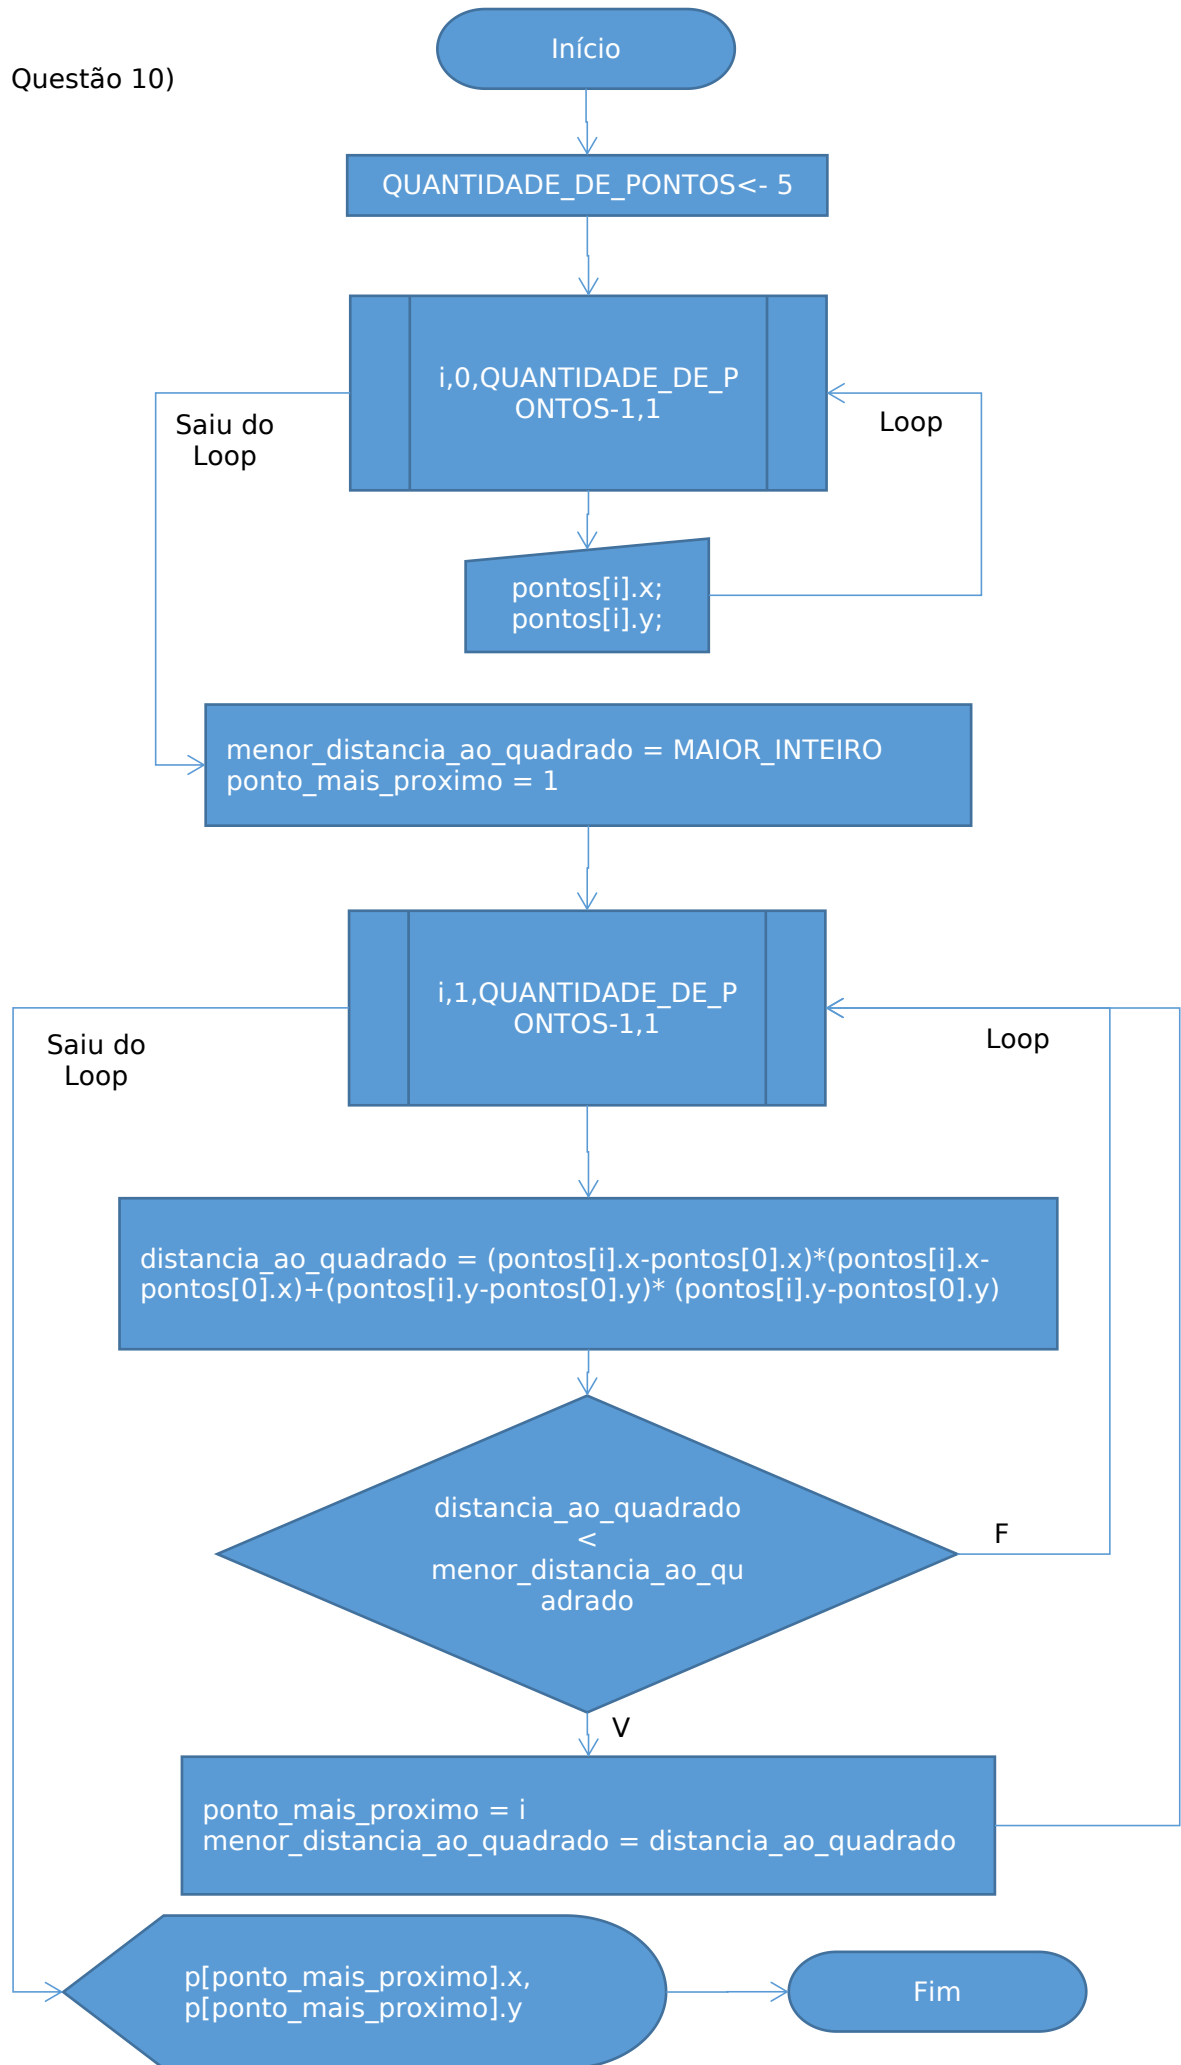 Início
Questão 10)
QUANTIDADE_DE_PONTOS<- 5
i,0,QUANTIDADE_DE_P
ONTOS-1,1
Saiu do
Loop
Loop
pontos[i].x;
pontos[i].y;
menor_distancia_ao_quadrado = MAIOR_INTEIRO
ponto_mais_proximo = 1
i,1,QUANTIDADE_DE_P
ONTOS-1,1
Saiu do
Loop
Loop
distancia_ao_quadrado = (pontos[i].x-pontos[0].x)*(pontos[i].x-
pontos[0].x)+(pontos[i].y-pontos[0].y)* (pontos[i].y-pontos[0].y)
distancia_ao_quadrado
<
menor_distancia_ao_qu
adrado
F
V
ponto_mais_proximo = i
menor_distancia_ao_quadrado = distancia_ao_quadrado
p[ponto_mais_proximo].x,
p[ponto_mais_proximo].y
Fim